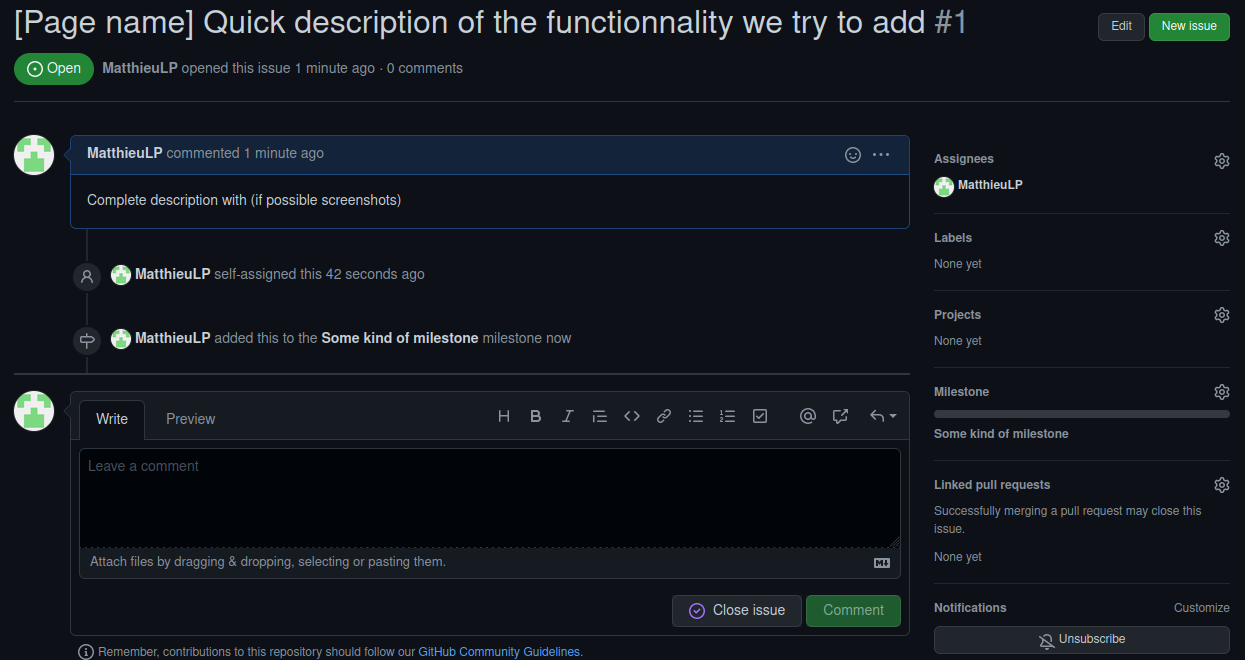 [Page name] Quick description of the functionnality we try to add #1
Edit
New issue
Open
MatthieuLP opened this issue 1 minute ago · 0 comments
MatthieuLP commented 1 minute ago
Complete description with (if possible screenshots)
MatthieuLP self-assigned this 42 seconds ago
MatthieuLP added this to the Some kind of milestone milestone now
Write
Preview
Leave a comment
Attach files by dragging & dropping, selecting or pasting them.
Close issue
Comment
Remember, contributions to this repository should follow our GitHub Community Guidelines.
Assignees
MatthieuLP
Labels
None yet
Projects
None yet
Milestone
Some kind of milestone
Linked pull requests
Successfully merging a pull request may close this
issue.
None yet
Notifications
Customize
Unsubscribe